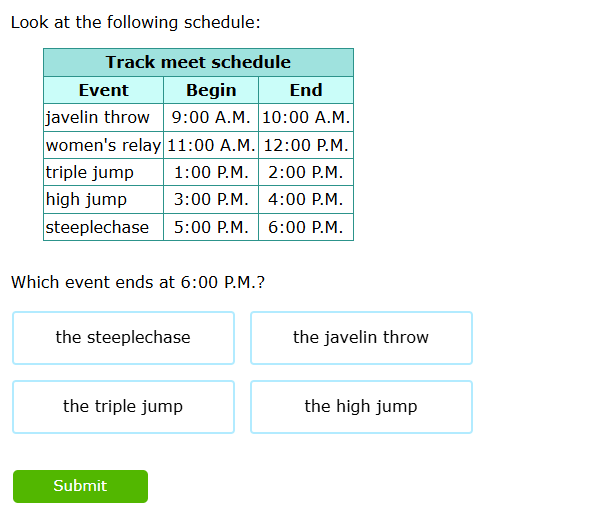 Look at the following schedule:
Track meet schedule
Event Begin End
javelin throw 9:00 A.M. 10:00 A.M.
women's relay 11:00 A.M. 12:00 P.M.
triple jump 1:00 P.M. 2:00 P.M.
high jump 3:00 P.M. 4:00 P.M.
steeplechase 5:00 P.M. 6:00 P.M.
Which event ends at 6:00 P.M.?
the steeplechase the javelin throw
the triple jump the high jump
Submit